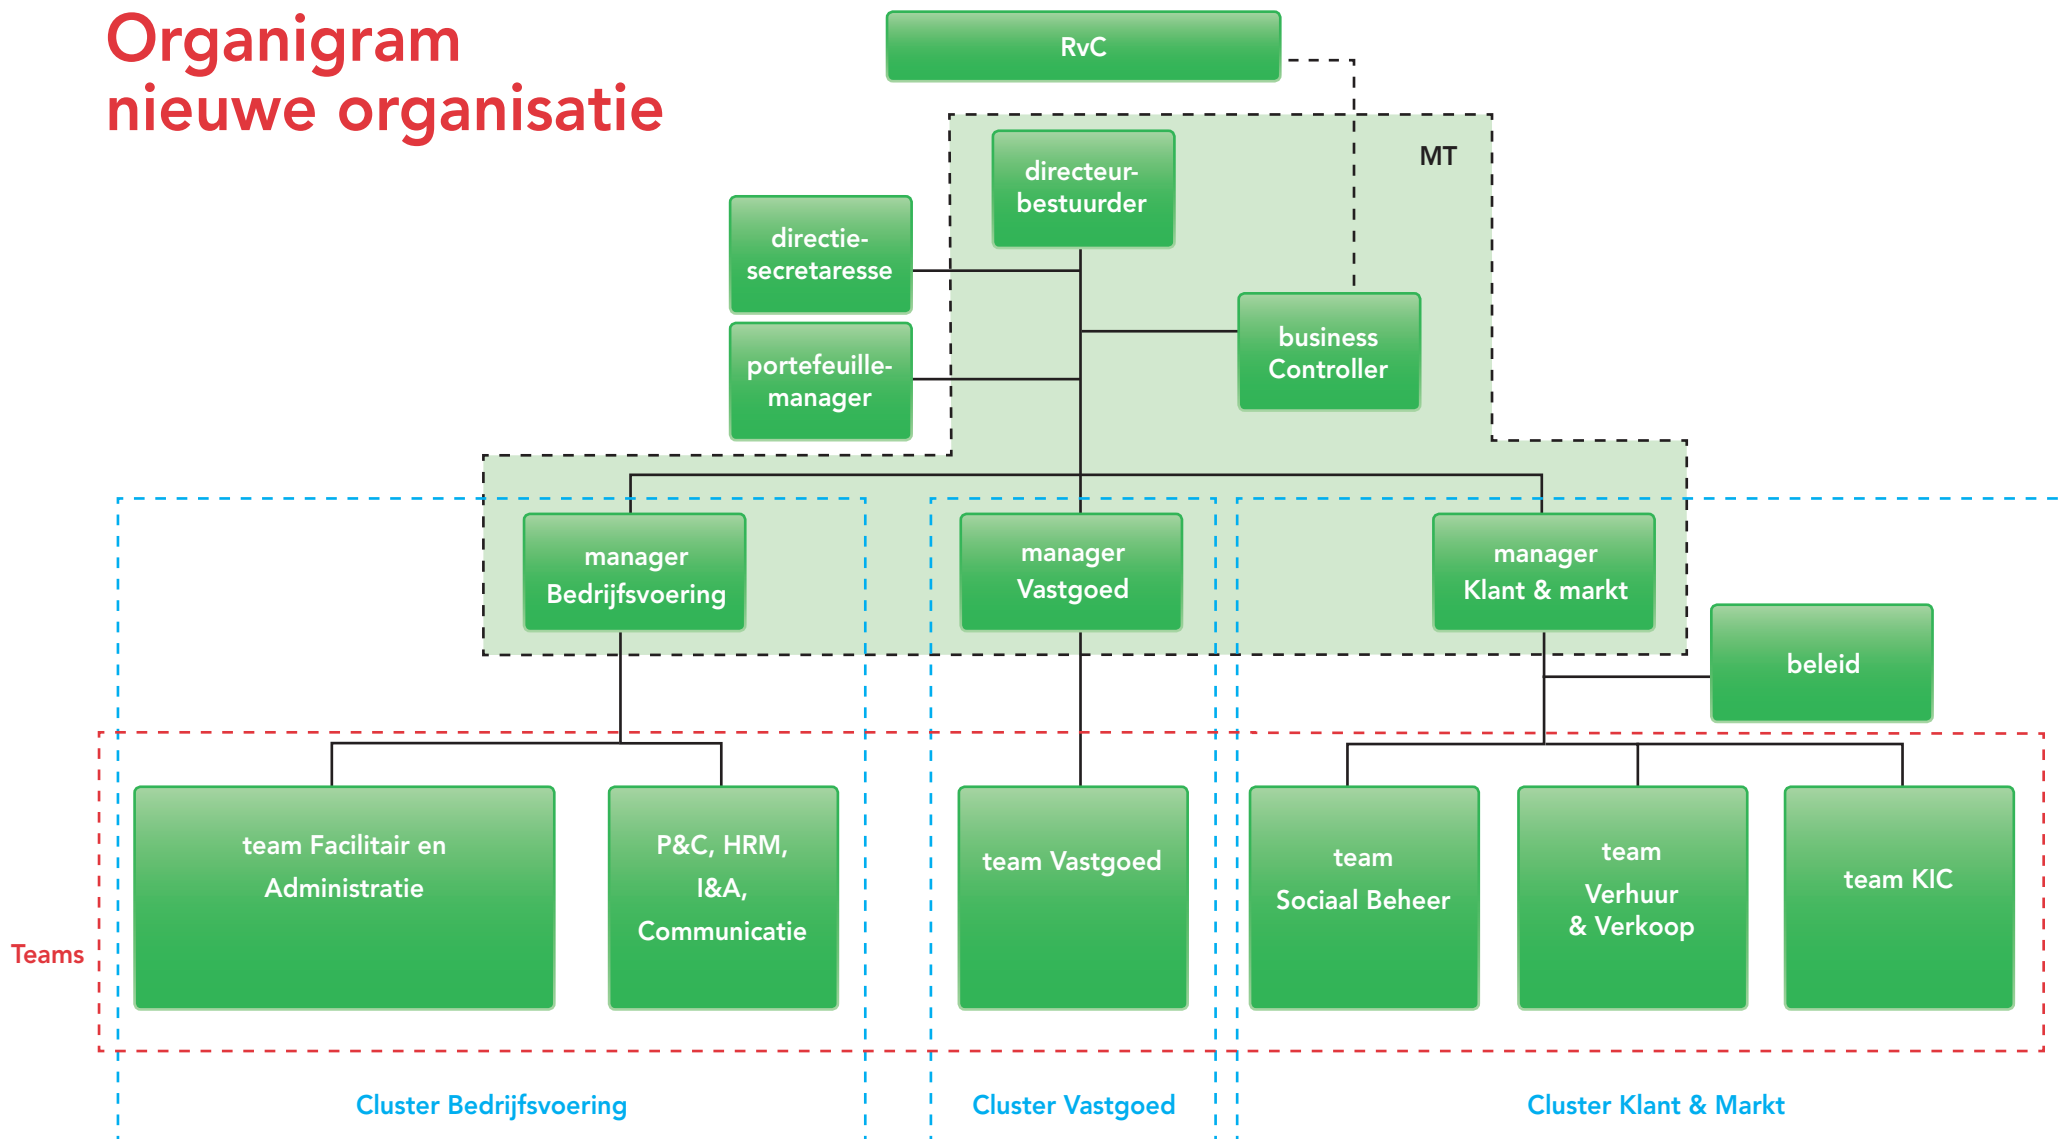 Organigram
nieuwe organisatie
RvC
MT
directeur-
bestuurder
directie-
secretaresse
portefeuille-
manager
business
Controller
manager
Bedrijfsvoering
manager
Vastgoed
manager
Klant & markt
beleid
Teams
team Facilitair en
Administratie
P&C, HRM,
I&A,
Communicatie
team Vastgoed
team
Sociaal Beheer
team
Verhuur
& Verkoop
team KIC
Cluster Bedrijfsvoering
Cluster Vastgoed
Cluster Klant & Markt